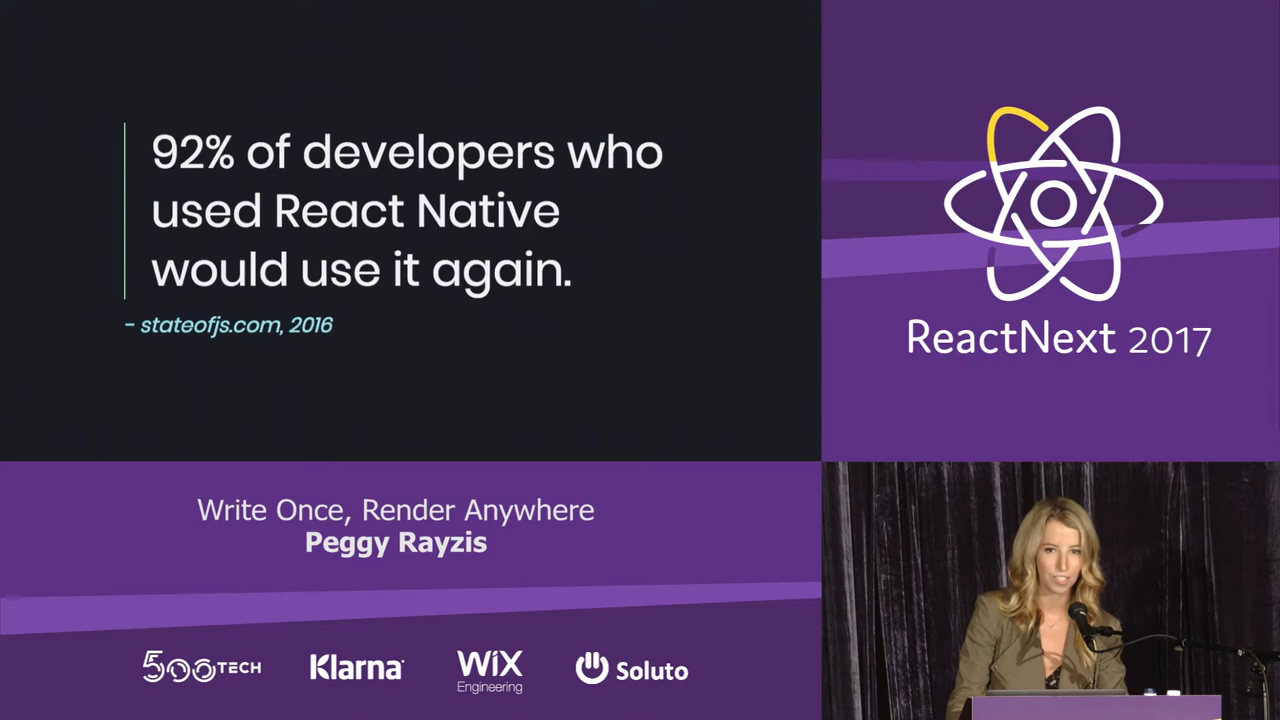 92% of developers who
used React Native
would use it again.
- stateofjs.com, 2016
ReactNext 2017
Write Once, Render Anywhere
Peggy Rayzis
500TECH
Klarna
WiX
Engineering
Soluto